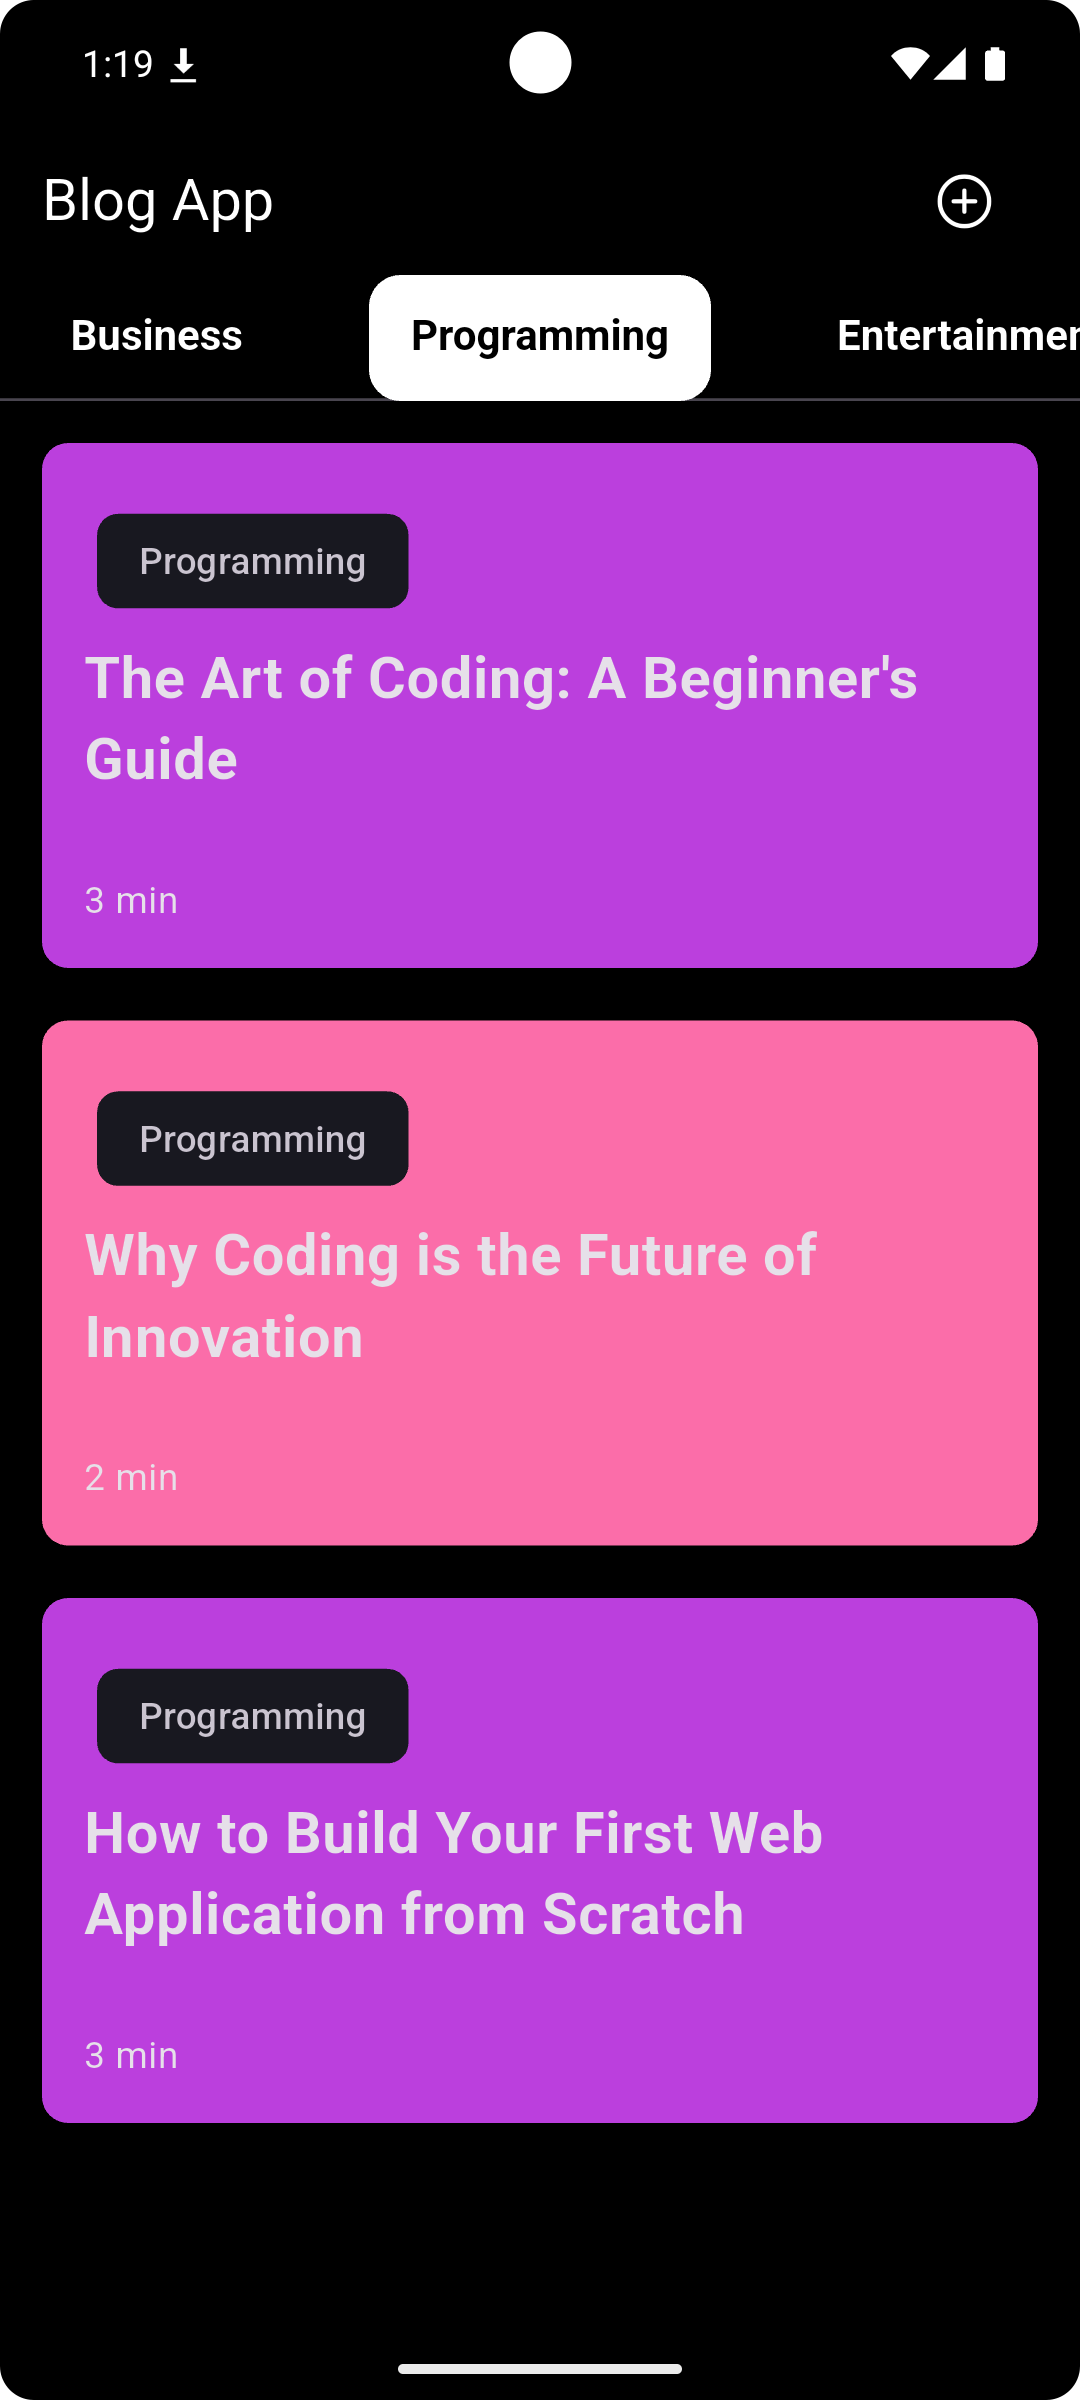 1:19
Blog App
Business
Programming
Entertainmen
Programming
The Art of Coding: A Beginner's
Guide
3 min
Programming
Why Coding is the Future of
Innovation
2 min
Programming
How to Build Your First Web
Application from Scratch
3 min